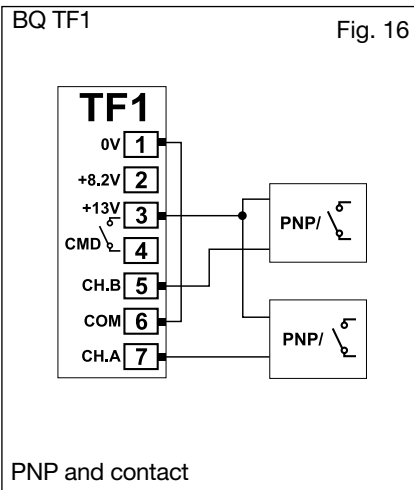 BQ TF1
Fig. 16
TF1
0V 1
+8.2V 2
+13V 3
CMD 4
CH.B 5
COM 6
CH.A 7
PNP/
PNP/
PNP and contact